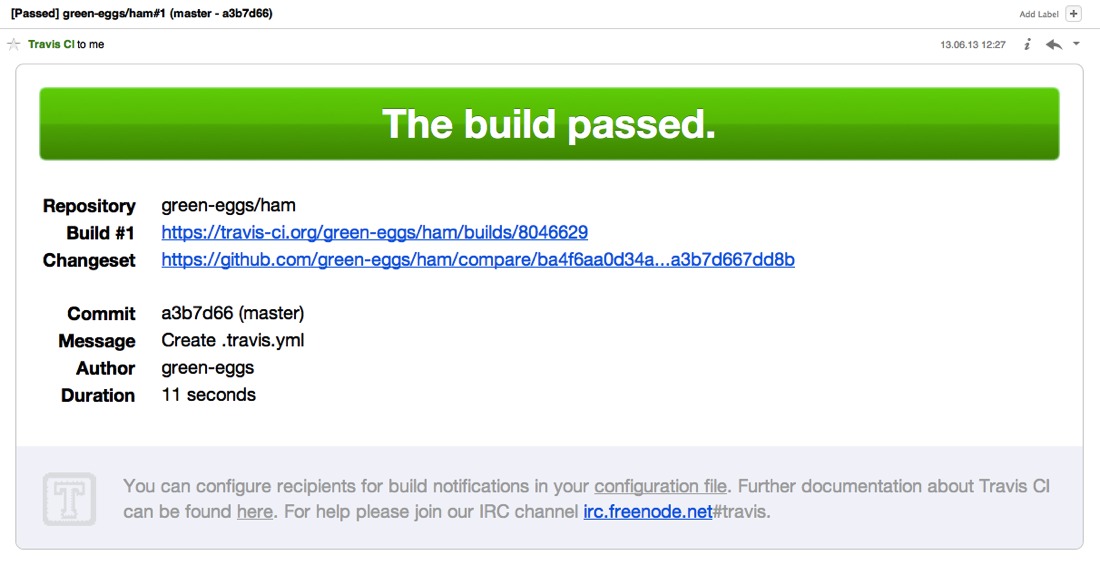 [Passed] green-eggs/ham#1 (master - a3b7d66)
Add Label +
Travis CI to me
13.06.13 12:27 i
The build passed.
Repository green-eggs/ham
Build #1 https://travis-ci.org/green-eggs/ham/builds/8046629
Changeset https://github.com/green-eggs/ham/compare/ba4f6aa0d34a...a3b7d667dd8b
Commit a3b7d66 (master)
Message Create .travis.yml
Author green-eggs
Duration 11 seconds
T
You can configure recipients for build notifications in your configuration file. Further documentation about Travis CI
can be found here. For help please join our IRC channel irc.freenode.net#travis.